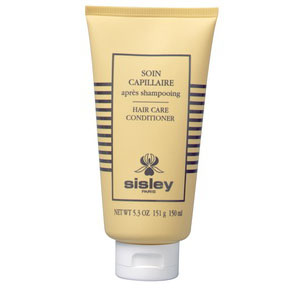 SOIN
CAPILLAIRE
après shampooing
HAIR CARE
CONDITIONER
sisley
PARIS
NET WT 5.3 OZ 151 g 150 ml